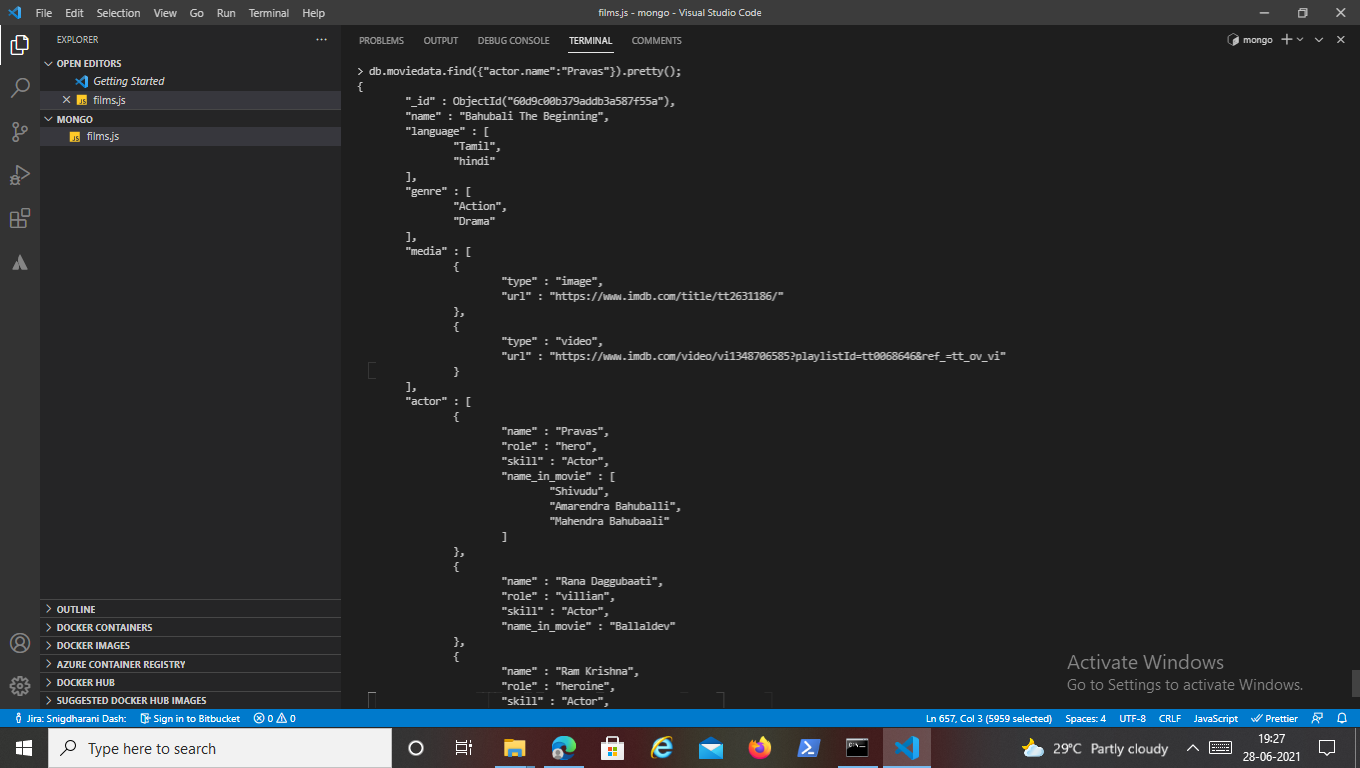 File Edit Selection View Go Run Terminal Help
films.js - mongo - Visual Studio Code
EXPLORER
OPEN EDITORS
Getting Started
films.js
MONGO
films.js
OUTLINE
DOCKER CONTAINERS
DOCKER IMAGES
AZURE CONTAINER REGISTRY
DOCKER HUB
SUGGESTED DOCKER HUB IMAGES
PROBLEMS OUTPUT DEBUG CONSOLE TERMINAL COMMENTS
mongo
> db.moviedata.find({"actor.name":"Pravas"}).pretty();
{
"_id" : ObjectId("60d9c00b379addb3a587f55a"),
"name" : "Bahubali The Beginning",
"language" : [
"Tamil",
"hindi"
],
"genre" : [
"Action",
"Drama"
],
"media" : [
{
"type" : "image",
"url" : "https://www.imdb.com/title/tt2631186/"
},
{
"type" : "video",
"url" : "https://www.imdb.com/video/vi1348706585?playlistId=tt0068646&ref_=tt_ov_vi"
}
],
"actor" : [
{
"name" : "Pravas",
"role" : "hero",
"skill" : "Actor",
"name_in_movie" : [
"Shivudu",
"Amarendra Bahuballi",
"Mahendra Bahubaali"
]
},
{
"name" : "Rana Daggubaati",
"role" : "villian",
"skill" : "Actor",
"name_in_movie" : "Ballaldev"
},
{
"name" : "Ram Krishna",
"role" : "heroine",
"skill" : "Actor",
Activate Windows
Go to Settings to activate Windows.
Jira: Snigdharani Dash: Sign in to Bitbucket 0 0 Ln 657, Col 3 (5959 selected) Spaces: 4 UTF-8 CRLF JavaScript Prettier
Type here to search
29°C Partly cloudy
19:27
28-06-2021